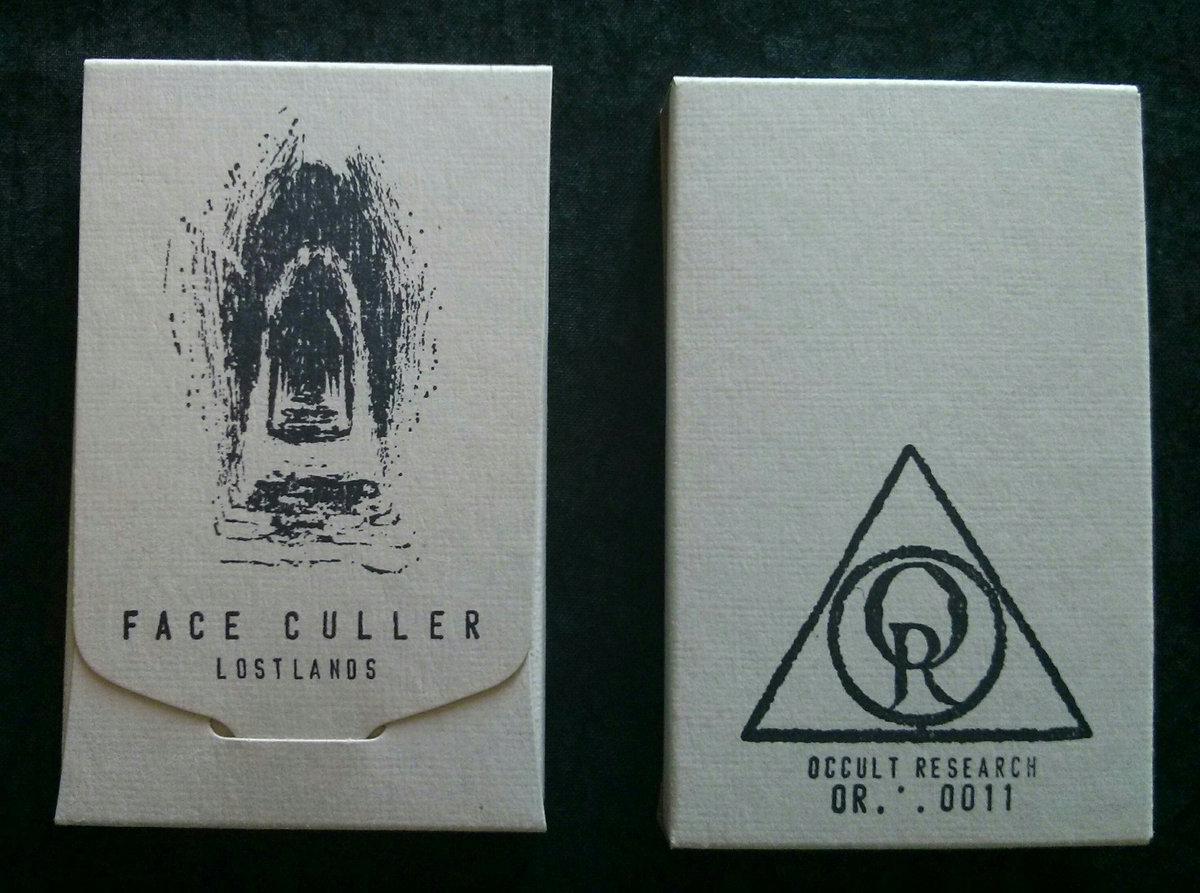 FACE CULLER
LOSTLANDS
OR
OCCULT RESEARCH
OR.·.0011